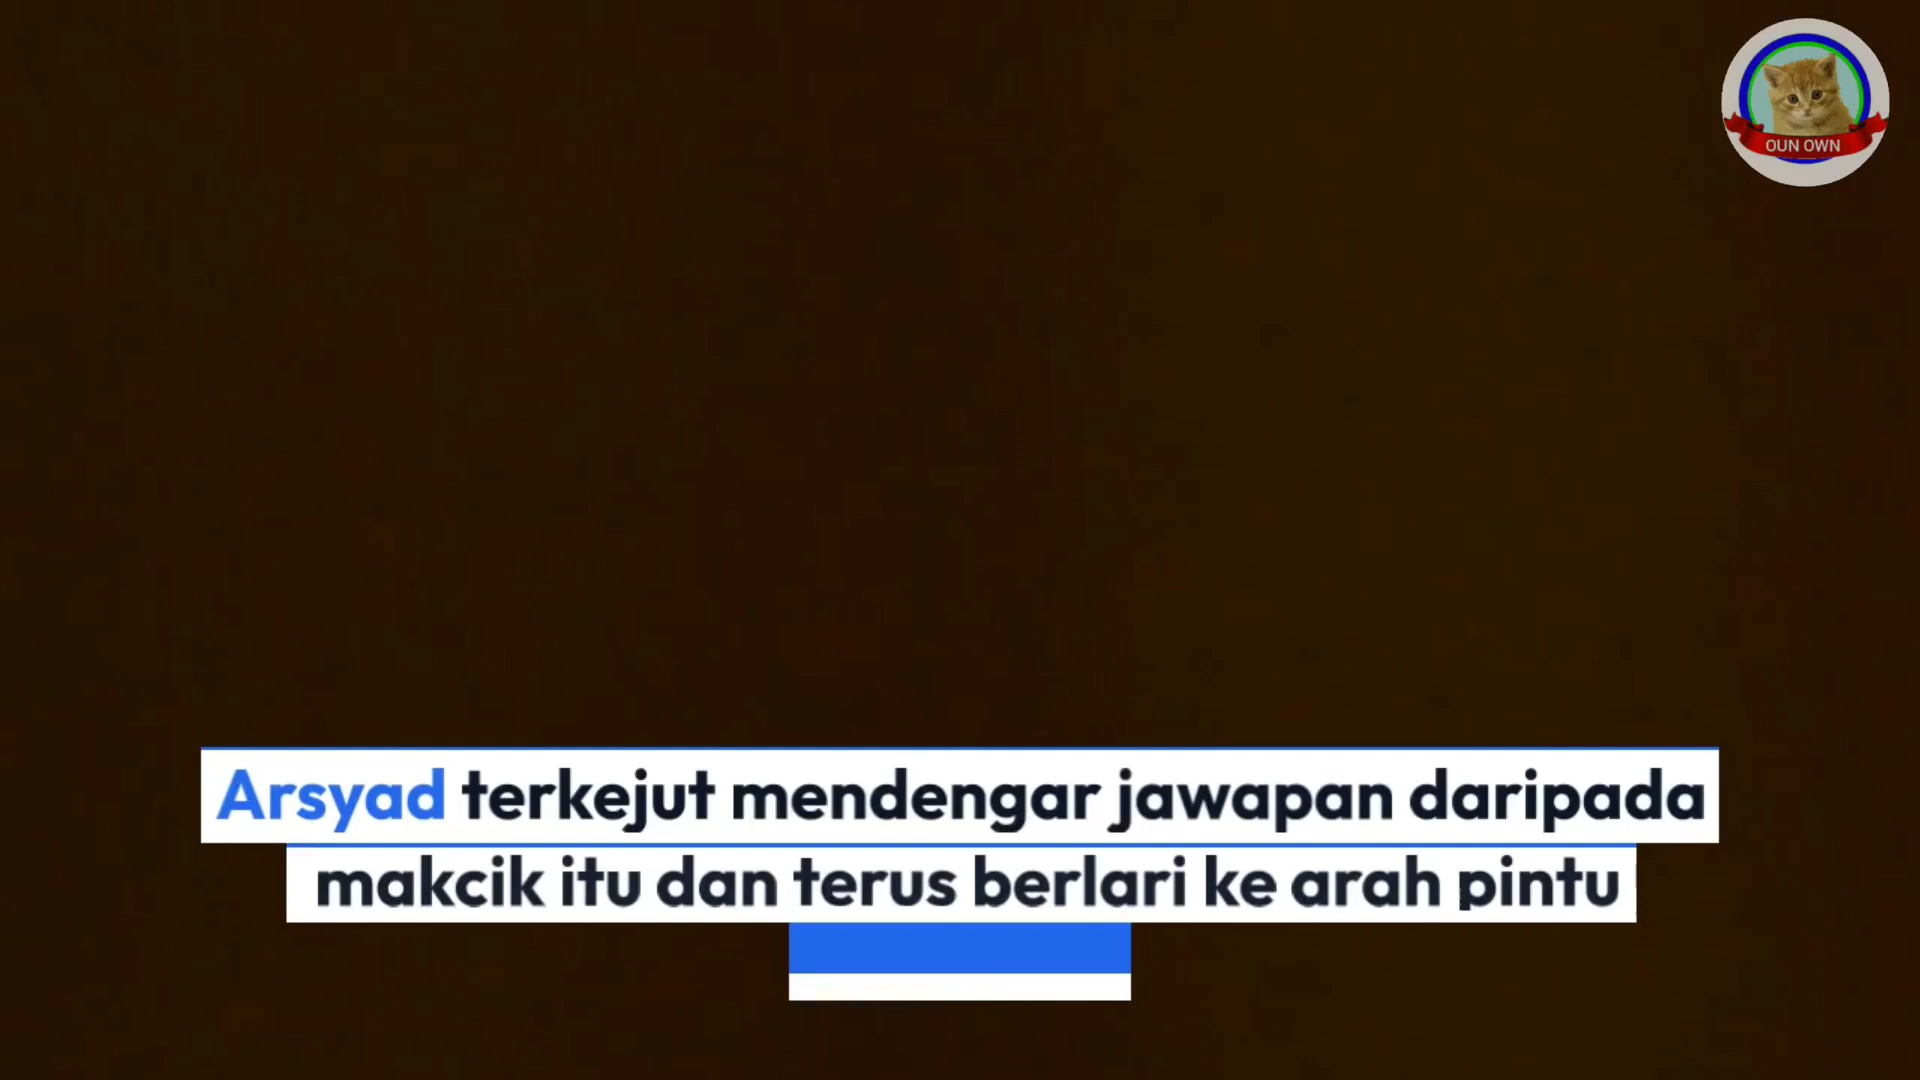 OUN OWN
Arsyad terkejut mendengar jawapan daripada
makcik itu dan terus berlari ke arah pintu